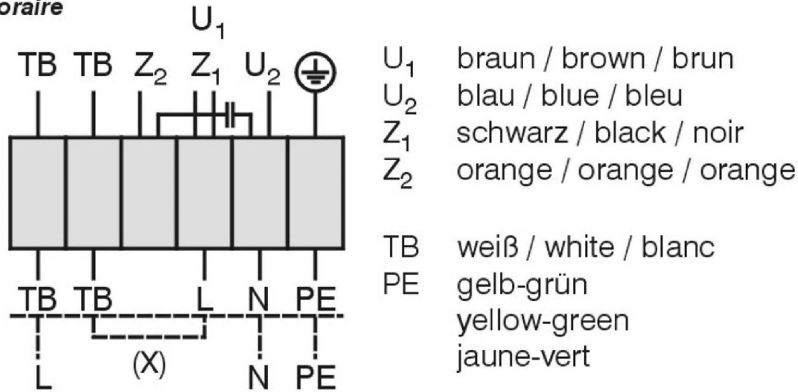 oraire
U1
TB TB Z2 Z1 U2
TB TB L N PE
(X)
L N PE
U1 braun / brown / brun
U2 blau / blue / bleu
Z1 schwarz / black / noir
Z2 orange / orange / orange
TB weiß / white / blanc
PE gelb-grün
yellow-green
jaune-vert